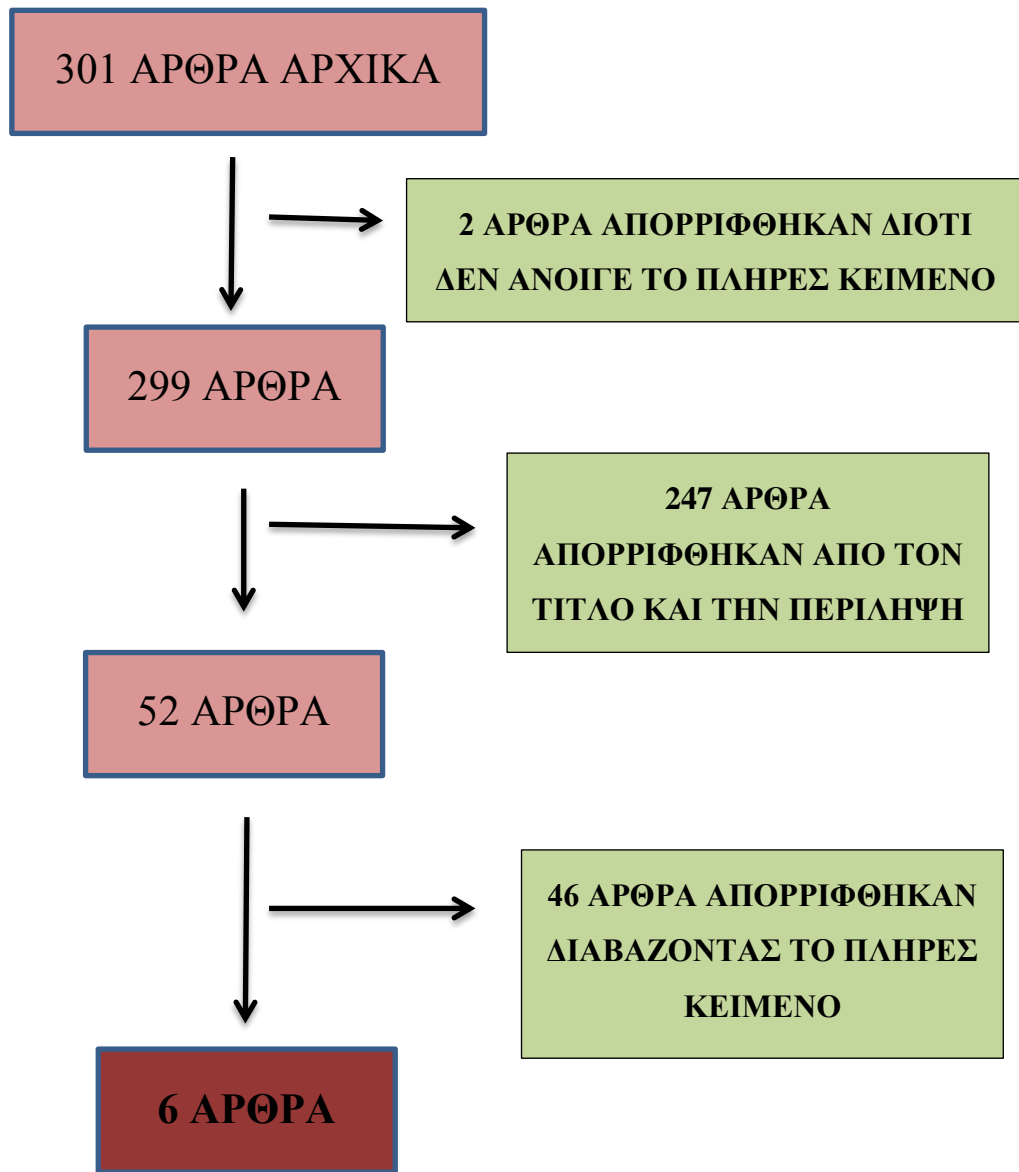 301 ΑΡΘΡΑ ΑΡΧΙΚΑ
2 ΑΡΘΡΑ ΑΠΟΡΡΙΦΘΗΚΑΝ ΔΙΟΤΙ
ΔΕΝ ΑΝΟΙΓΕ ΤΟ ΠΛΗΡΕΣ ΚΕΙΜΕΝΟ
299 ΑΡΘΡΑ
247 ΑΡΘΡΑ
ΑΠΟΡΡΙΦΘΗΚΑΝ ΑΠΟ ΤΟΝ
ΤΙΤΛΟ ΚΑΙ ΤΗΝ ΠΕΡΙΛΗΨΗ
52 ΑΡΘΡΑ
46 ΑΡΘΡΑ ΑΠΟΡΡΙΦΘΗΚΑΝ
ΔΙΑΒΑΖΟΝΤΑΣ ΤΟ ΠΛΗΡΕΣ
ΚΕΙΜΕΝΟ
6 ΑΡΘΡΑ